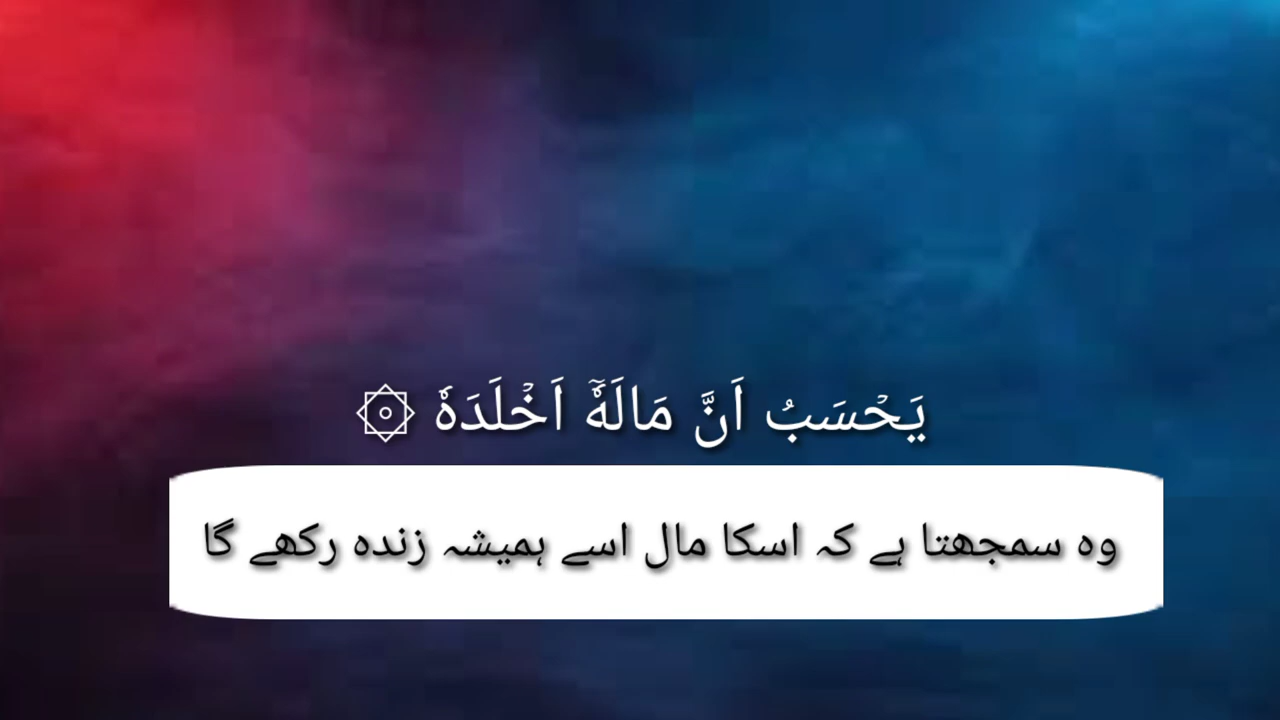 يَحۡسَبُ اَنَّ مَالَهٗۤ اَخۡلَدَهٗ ۞
وہ سمجھتا ہے کہ اسکا مال اسے ہمیشہ زندہ رکھے گا